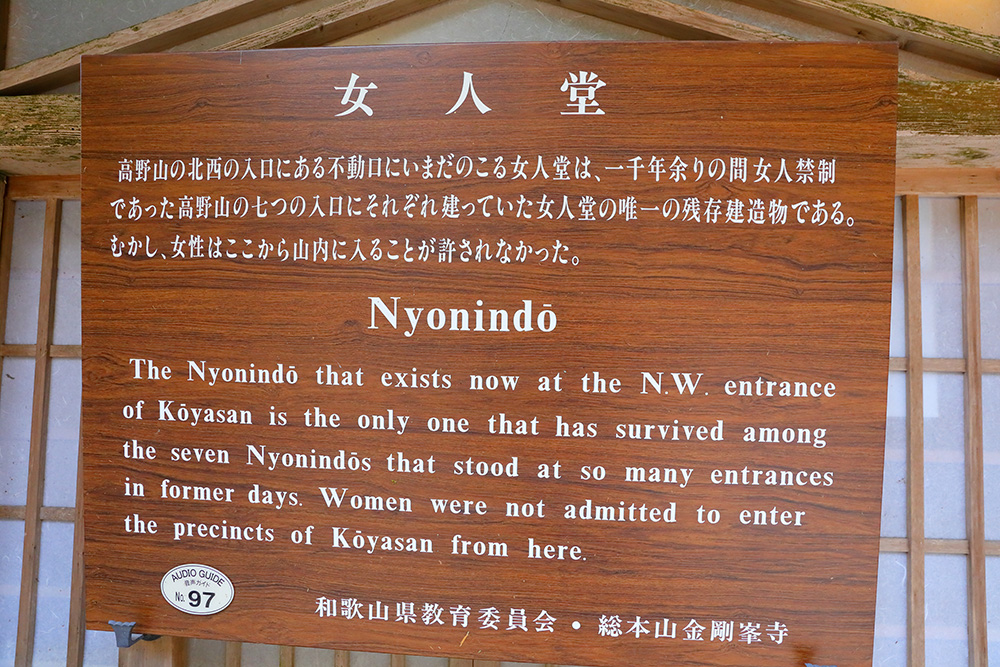 女人堂
高野山の北西の入口にある不動口にいまだのこる女人堂は、一千年余りの間女人禁制
であった高野山の七つの入口にそれぞれ建っていた女人堂の唯一の残存建造物である。
むかし、女性はここから山内に入ることが許されなかった。
Nyonindō
The Nyonindō that exists now at the N.W. entrance
of Kōyasan is the only one that has survived among
the seven Nyonindōs that stood at so many entrances
in former days. Women were not admitted to enter
the precincts of Kōyasan from here.
AUDIO GUIDE
音声ガイド
No. 97
和歌山県教育委員会・総本山金剛峯寺